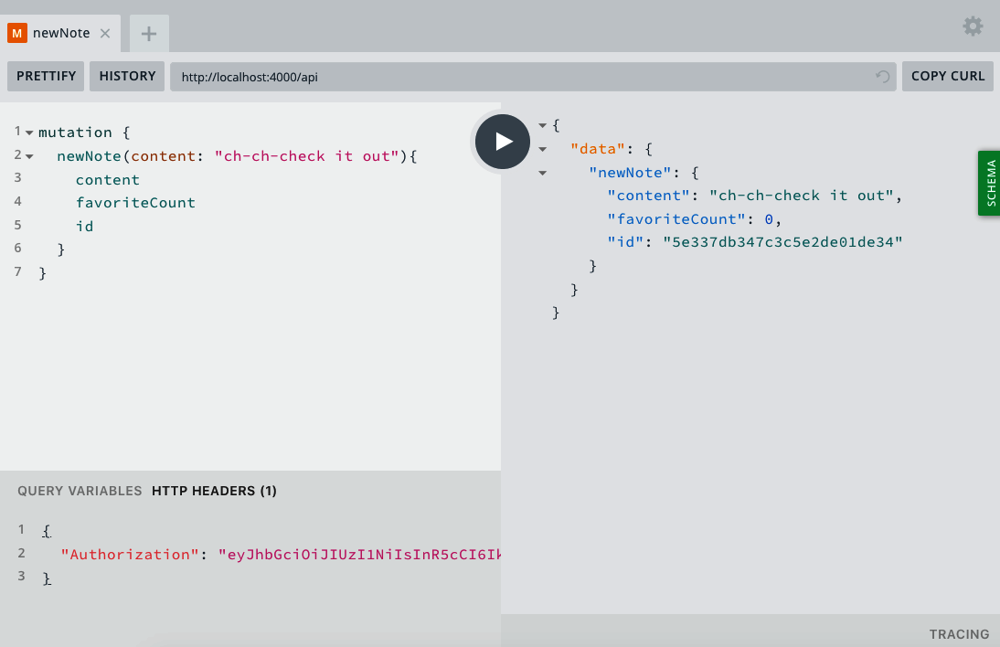 M newNote
PRETTIFY HISTORY http://localhost:4000/api COPY CURL
1 mutation {
2 newNote(content: "ch-ch-check it out"){
3 content
4 favoriteCount
5 id
6 }
7 }
{
"data": {
"newNote": {
"content": "ch-ch-check it out",
"favoriteCount": 0,
"id": "5e337db347c3c5e2de01de34"
}
}
}
SCHEMA
QUERY VARIABLES HTTP HEADERS (1)
1 {
2 "Authorization": "eyJhbGciOiJIUzI1NiIsInR5cCI6Ik
3 }
TRACING